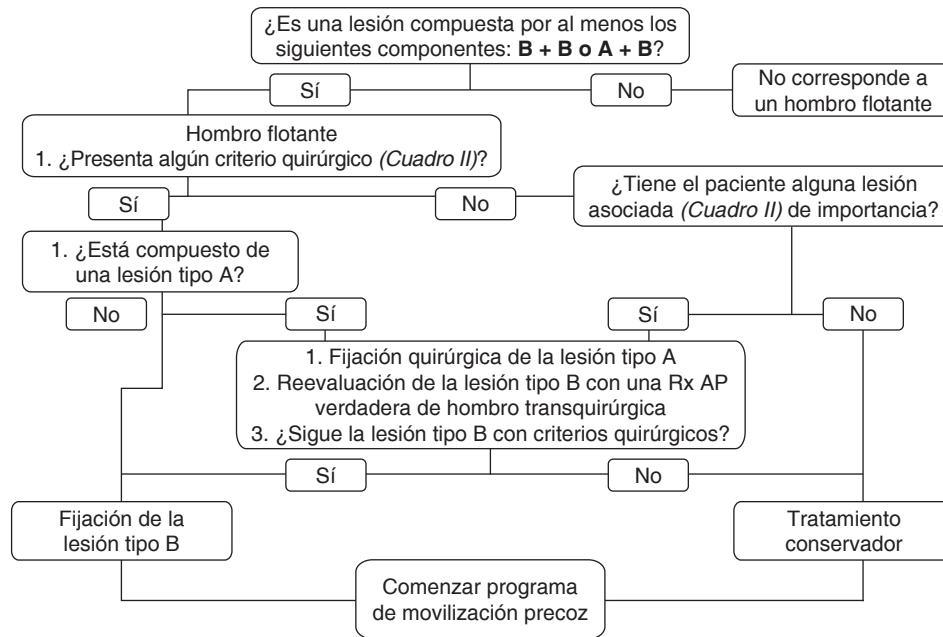 ¿Es una lesión compuesta por al menos los
siguientes componentes: B + B o A + B?
Sí
No
No corresponde a
un hombro flotante
Hombro flotante
1. ¿Presenta algún criterio quirúrgico (Cuadro II)?
Sí
No
¿Tiene el paciente alguna lesión
asociada (Cuadro II) de importancia?
1. ¿Está compuesto de
una lesión tipo A?
No
Sí
Sí
No
1. Fijación quirúrgica de la lesión tipo A
2. Reevaluación de la lesión tipo B con una Rx AP
verdadera de hombro transquirúrgica
3. ¿Sigue la lesión tipo B con criterios quirúrgicos?
Sí
No
Fijación de la
lesión tipo B
Tratamiento
conservador
Comenzar programa
de movilización precoz